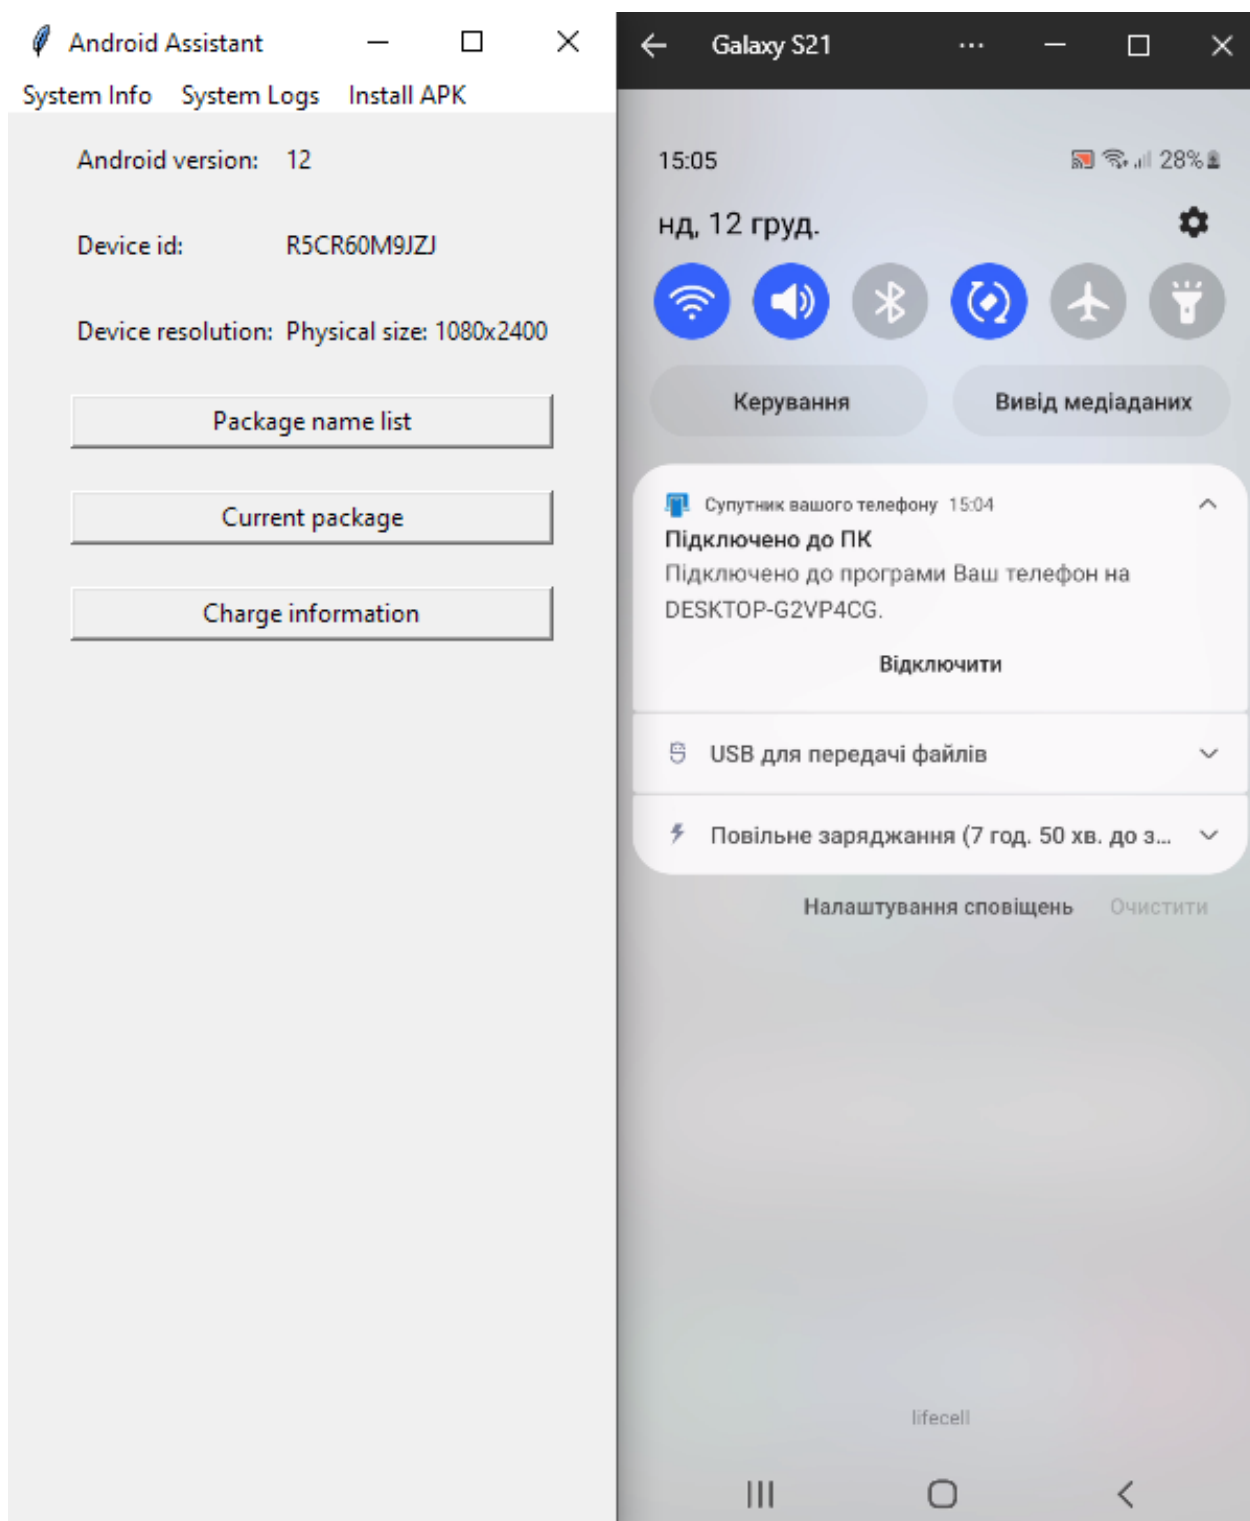 Android Assistant
System Info System Logs Install APK
Android version: 12
Device id: R5CR60M9JZJ
Device resolution: Physical size: 1080x2400
Package name list
Current package
Charge information
Galaxy S21
15:05 28%
нд, 12 груд.
Керування Вивід медіаданих
Супутник вашого телефону 15:04
Підключено до ПК
Підключено до програми Ваш телефон на
DESKTOP-G2VP4CG.
Відключити
USB для передачі файлів
Повільне заряджання (7 год. 50 хв. до з...
Налаштування сповіщень Очистити
lifecell